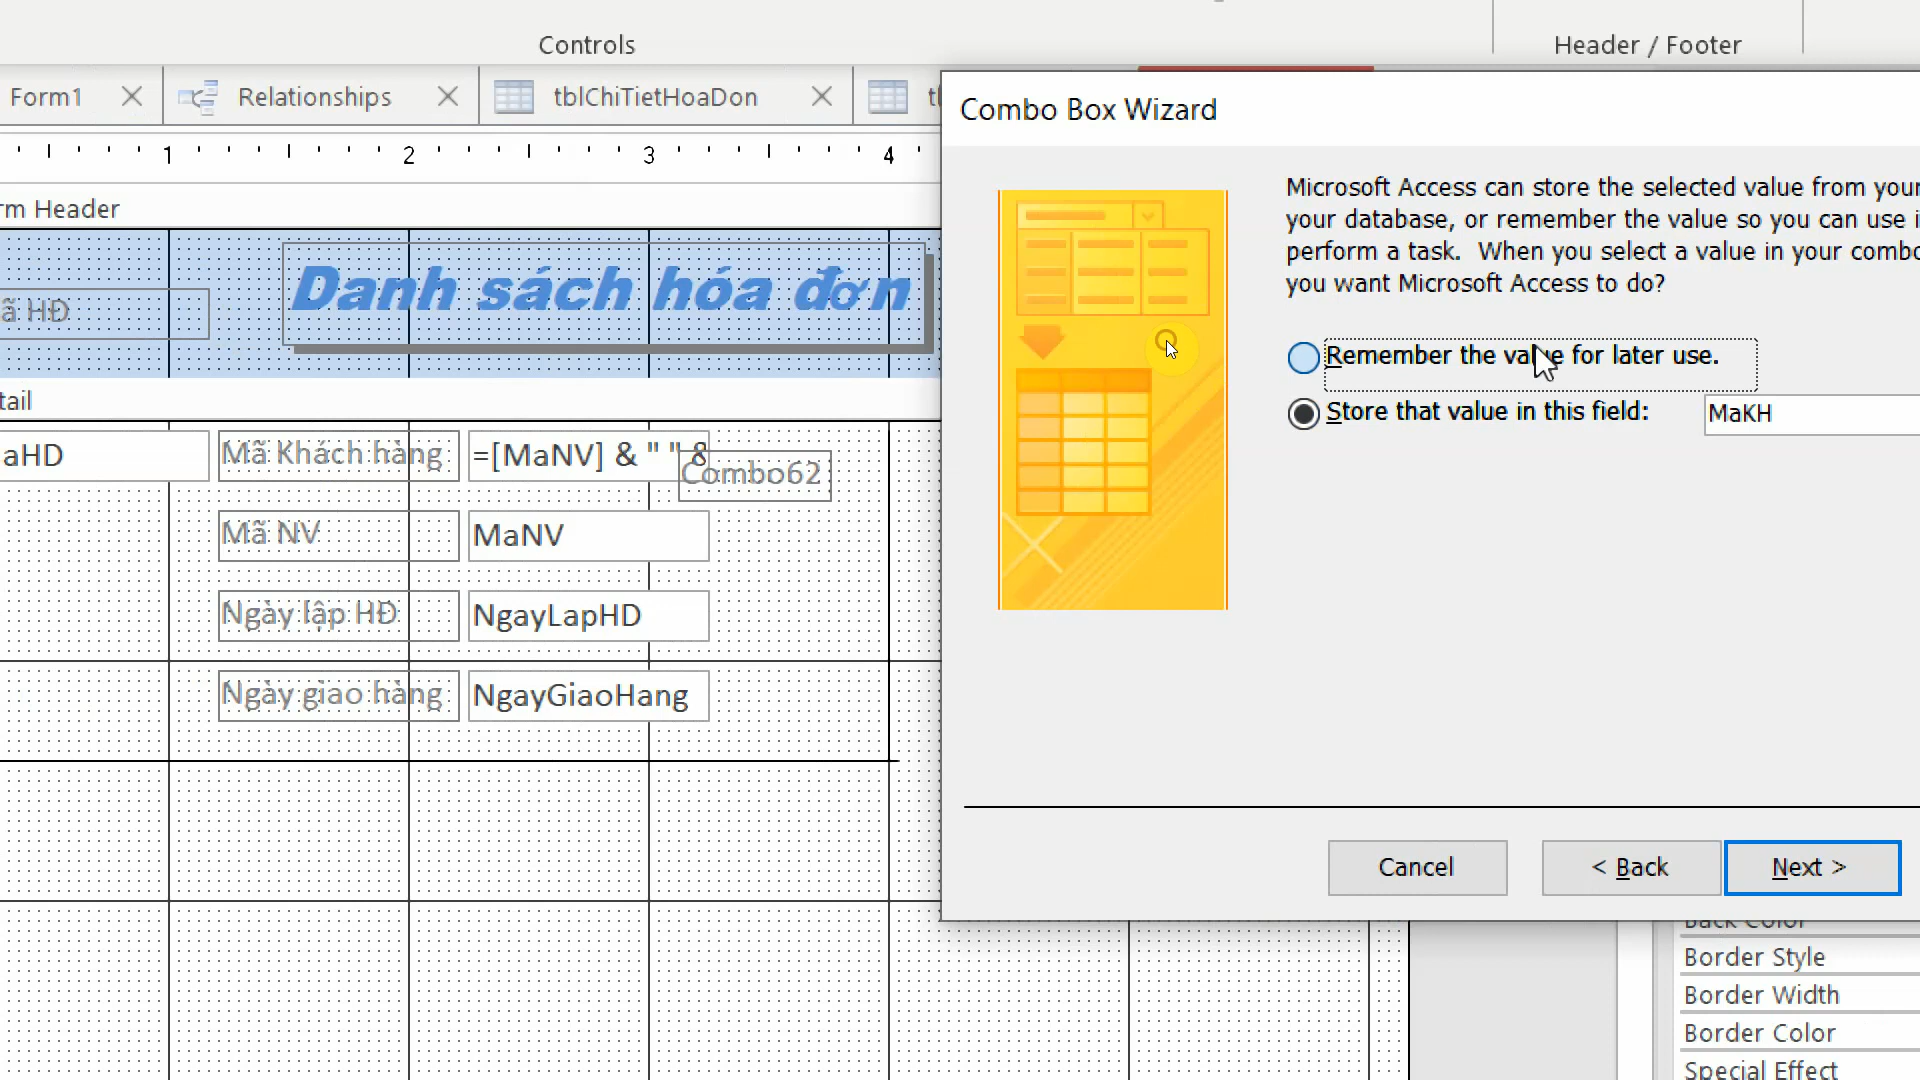 Controls
Header / Footer
Form1
Relationships
tblChiTietHoaDon
Combo Box Wizard
1 2 3 4
rm Header
Danh sách hóa đơn
ã HĐ
tail
aHD
Mã Khách hàng
=[MaNV] & " " &
Combo62
Mã NV
MaNV
Ngày lập HĐ
NgayLapHD
Ngày giao hàng
NgayGiaoHang
Microsoft Access can store the selected value from your
your database, or remember the value so you can use i
perform a task. When you select a value in your combo
you want Microsoft Access to do?
Remember the value for later use.
Store that value in this field:
MaKH
Cancel
< Back
Next >
Back Color
Border Style
Border Width
Border Color
Special Effect